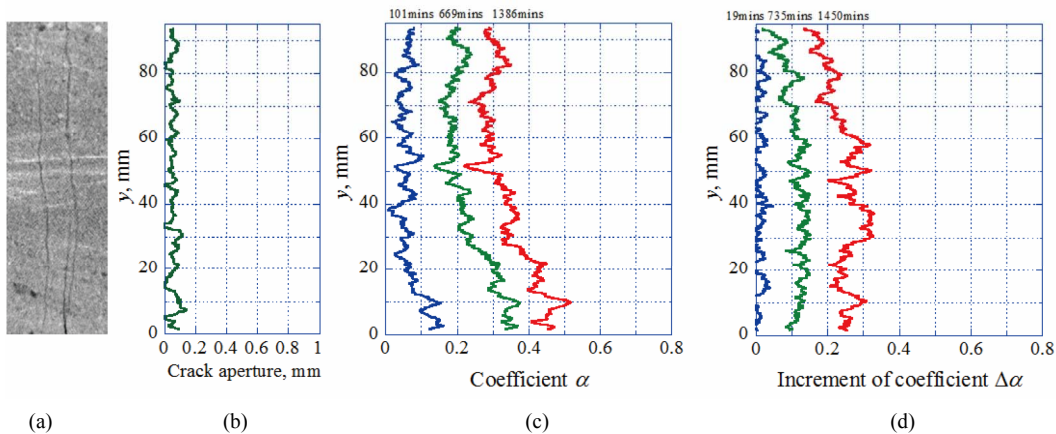 101mins 669mins 1386mins
19mins 735mins 1450mins
80
60
40
20
0
y, mm
0 0.2 0.4 0.6 0.8 1
Crack aperture, mm
80
60
40
20
0
y, mm
0 0.2 0.4 0.6 0.8
Coefficient α
80
60
40
20
0
y, mm
0 0.2 0.4 0.6 0.8
Increment of coefficient Δα
(a) (b) (c) (d)